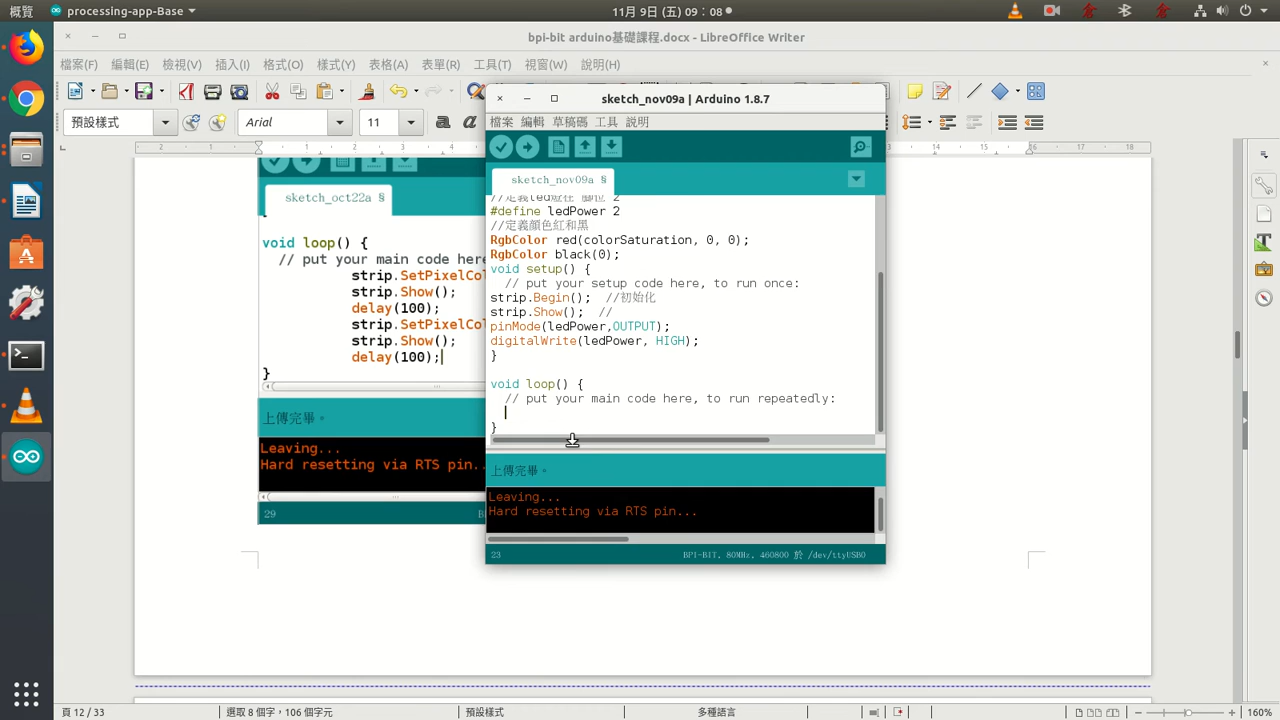 概覽
processing-app-Base
11月 9日 (五) 09：08
bpi-bit arduino基礎課程.docx - LibreOffice Writer
檔案(F) 編輯(E) 檢視(V) 插入(I) 格式(O) 樣式(Y) 表格(A) 表單(R) 工具(T) 視窗(W) 說明(H)
預設樣式
Arial
11
2 1 1 2 3 4
16 17 18
sketch_oct22a §
void loop() {
// put your main code here
strip.SetPixelCo
strip.Show();
delay(100);
strip.SetPixelCo
strip.Show();
delay(100);
}
上傳完畢。
Leaving...
Hard resetting via RTS pin..
29
sketch_nov09a | Arduino 1.8.7
檔案 編輯 草稿碼 工具 說明
sketch_nov09a §
#define ledPower 2
//定義顏色紅和黑
RgbColor red(colorSaturation, 0, 0);
RgbColor black(0);
void setup() {
// put your setup code here, to run once:
strip.Begin(); //初始化
strip.Show(); //
pinMode(ledPower,OUTPUT);
digitalWrite(ledPower, HIGH);
}
void loop() {
// put your main code here, to run repeatedly:
}
上傳完畢。
Leaving...
Hard resetting via RTS pin...
23
BPI-BIT, 80MHz, 460800 於 /dev/ttyUSB0
頁 12 / 33
選取 8 個字，106 個字元
預設樣式
多種語言
160%